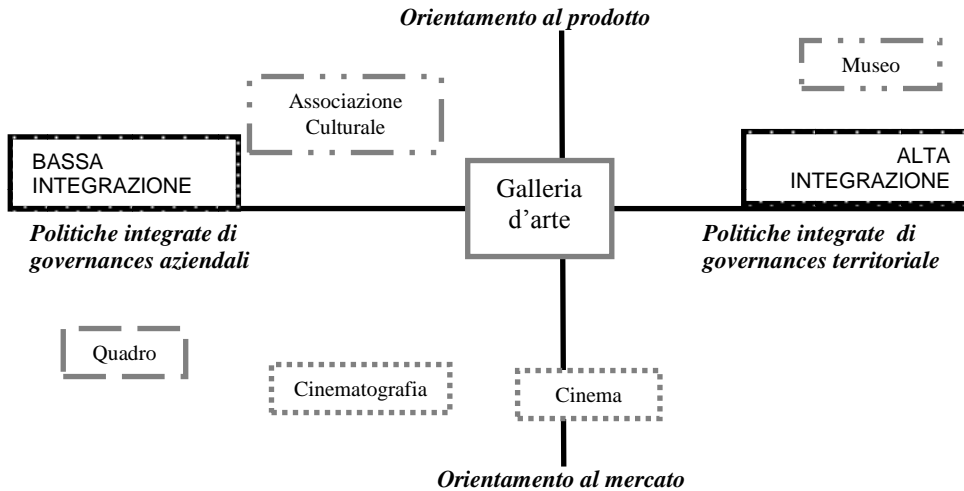 Orientamento al prodotto
Museo
Associazione
Culturale
BASSA
INTEGRAZIONE
ALTA
INTEGRAZIONE
Galleria
d’arte
Politiche integrate di
governances aziendali
Politiche integrate di
governances territoriale
Quadro
Cinematografia
Cinema
Orientamento al mercato